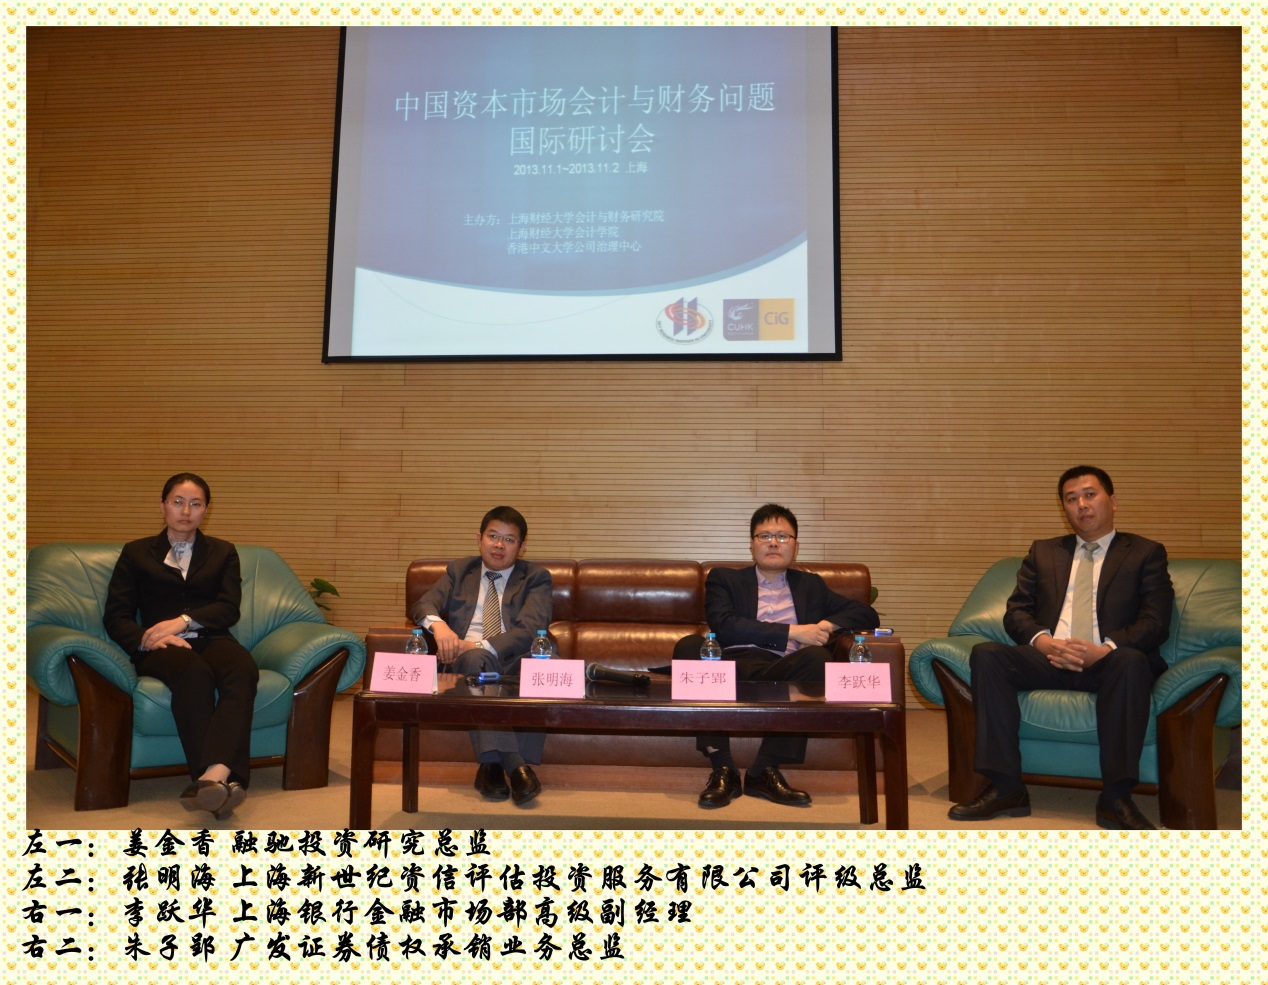 中国资本市场会计与财务问题
国际研讨会
2013.11.1~2013.11.2 上海
主办方：上海财经大学会计与财务研究院
上海财经大学会计学院
香港中文大学公司治理中心
CUHK
CIG
姜金香
张明海
朱子郢
李跃华
左一：姜金香 融驰投资研究总监
左二：张明海 上海新世纪资信评估投资服务有限公司评级总监
右一：李跃华 上海银行金融市场部高级副经理
右二：朱子郢 广发证券债权承销业务总监